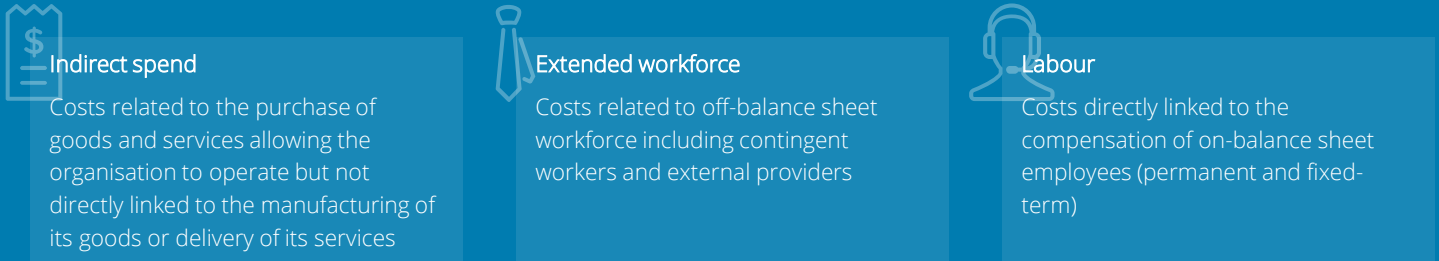 $
Indirect spend
Costs related to the purchase of
goods and services allowing the
organisation to operate but not
directly linked to the manufacturing of
its goods or delivery of its services
Extended workforce
Costs related to off-balance sheet
workforce including contingent
workers and external providers
Labour
Costs directly linked to the
compensation of on-balance sheet
employees (permanent and fixed-
term)